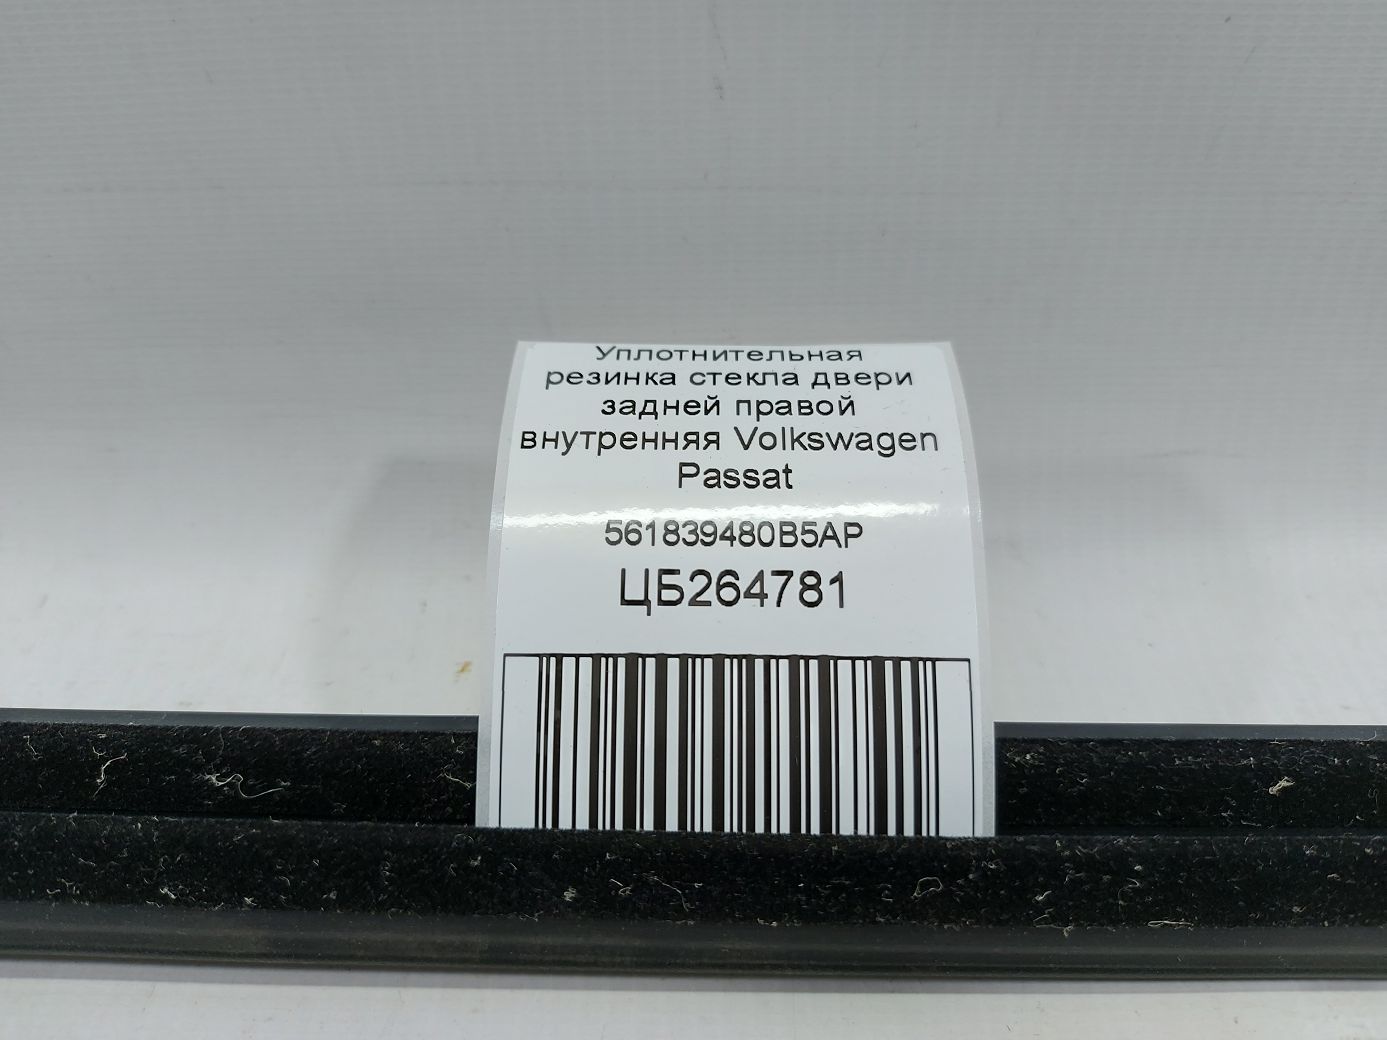 Уплотнительная
резинка стекла двери
задней правой
внутренняя Volkswagen
Passat
561839480B5AP
ЦБ264781